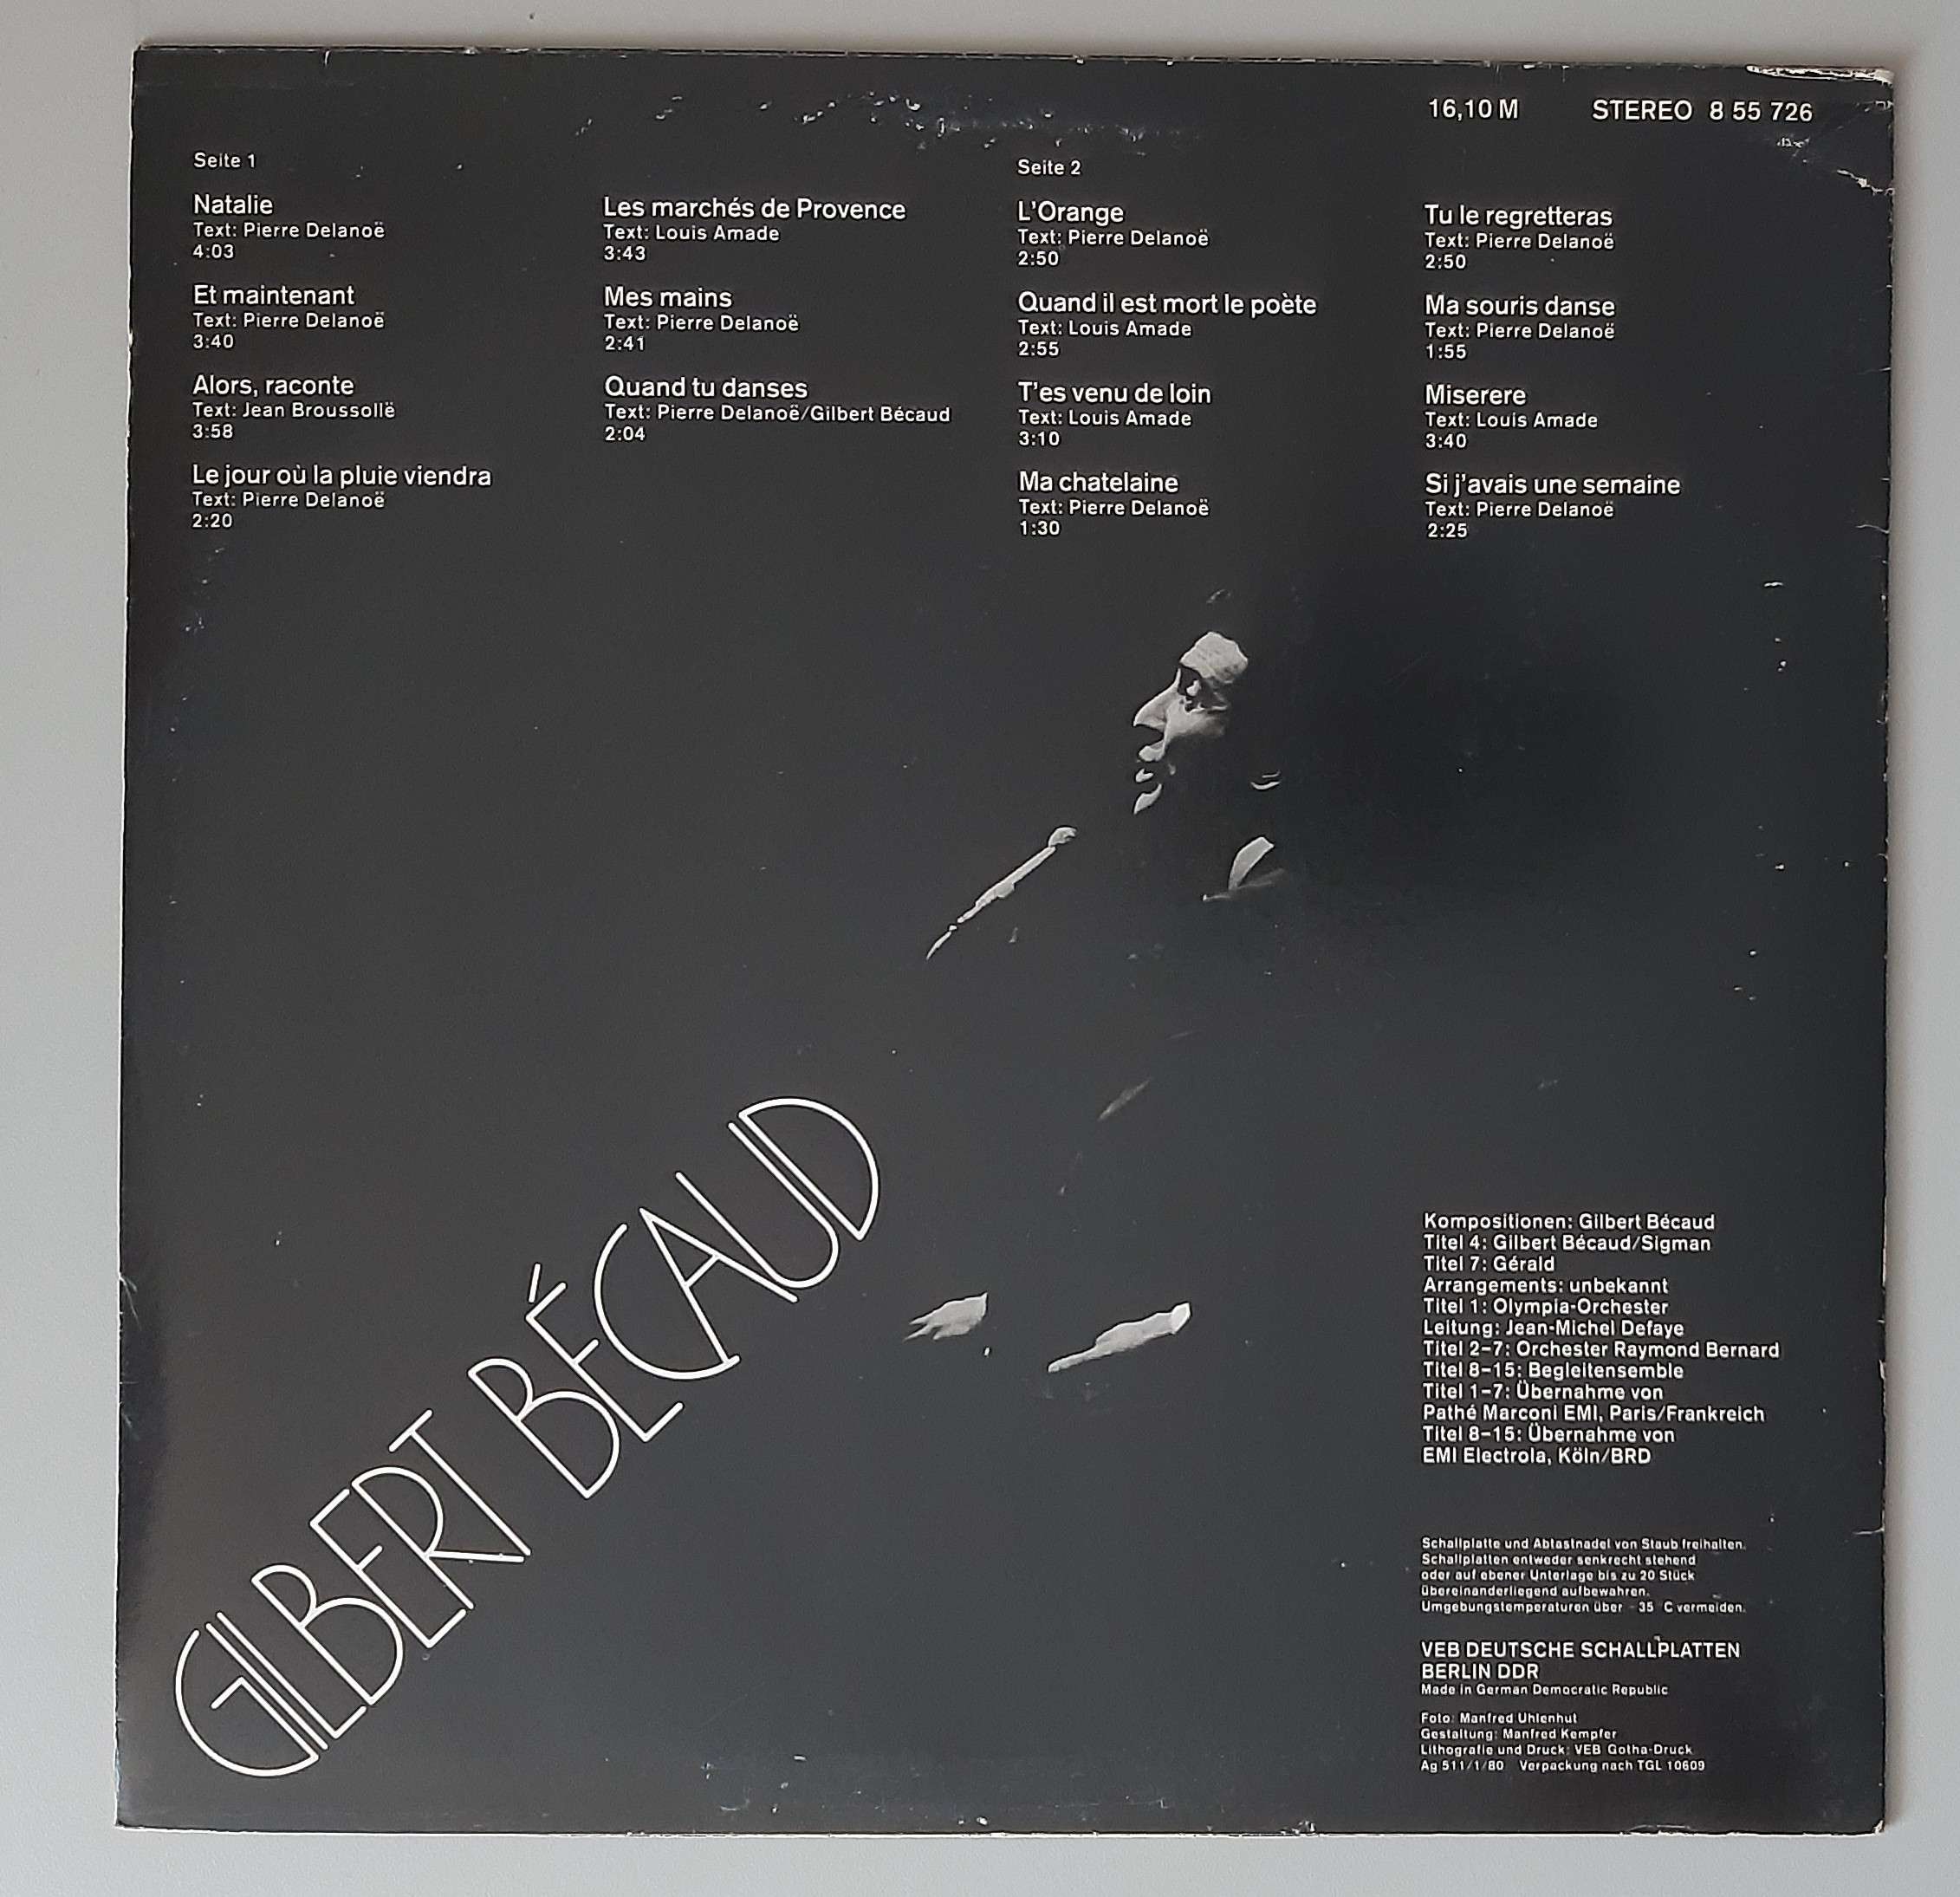 16,10 M STEREO 8 55 726
Seite 1
Natalie
Text: Pierre Delanoë
4:03
Et maintenant
Text: Pierre Delanoë
3:40
Alors, raconte
Text: Jean Broussollë
3:58
Le jour où la pluie viendra
Text: Pierre Delanoë
2:20
Les marchés de Provence
Text: Louis Amade
3:43
Mes mains
Text: Pierre Delanoë
2:41
Quand tu danses
Text: Pierre Delanoë/Gilbert Bécaud
2:04
Seite 2
L'Orange
Text: Pierre Delanoë
2:50
Quand il est mort le poète
Text: Louis Amade
2:55
T'es venu de loin
Text: Louis Amade
3:10
Ma chatelaine
Text: Pierre Delanoë
1:30
Tu le regretteras
Text: Pierre Delanoë
2:50
Ma souris danse
Text: Pierre Delanoë
1:55
Miserere
Text: Louis Amade
3:40
Si j'avais une semaine
Text: Pierre Delanoë
2:25
GILBERT BÉCAUD
Kompositionen: Gilbert Bécaud
Titel 4: Gilbert Bécaud/Sigman
Titel 7: Gérald
Arrangements: unbekannt
Titel 1: Olympia-Orchester
Leitung: Jean-Michel Defaye
Titel 2–7: Orchester Raymond Bernard
Titel 8–15: Begleitensemble
Titel 1–7: Übernahme von
Pathé Marconi EMI, Paris/Frankreich
Titel 8–15: Übernahme von
EMI Electrola, Köln/BRD
Schallplatte und Abtastnadel von Staub freihalten.
Schallplatten entweder senkrecht stehend
oder auf ebener Unterlage bis zu 20 Stück
übereinanderliegend aufbewahren.
Umgebungstemperaturen über 35 C vermeiden.
VEB DEUTSCHE SCHALLPLATTEN
BERLIN DDR
Made in German Democratic Republic
Foto: Manfred Uhlenhut
Gestaltung: Manfred Kempfer
Lithografie und Druck: VEB Gotha-Druck
Ag 511/1/80 Verpackung nach TGL 10609